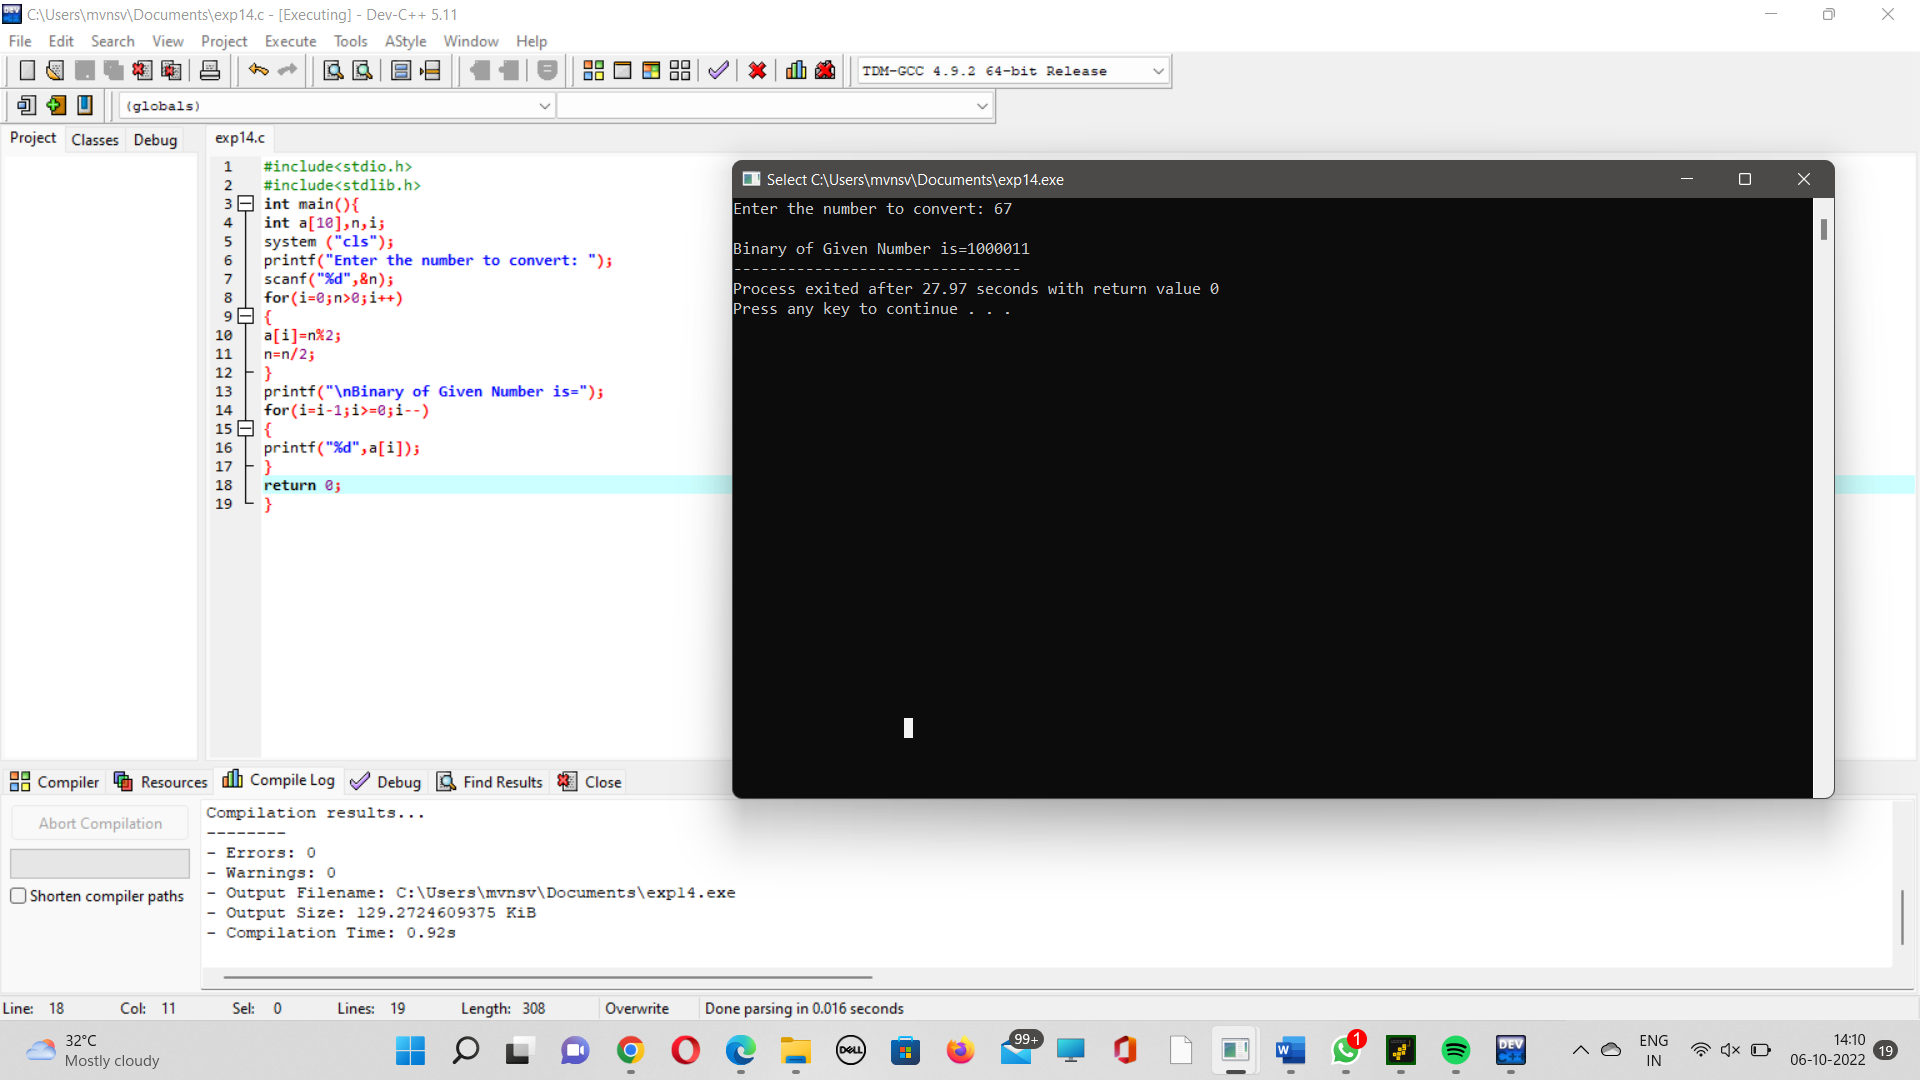 C:\Users\mvnsv\Documents\exp14.c - [Executing] - Dev-C++ 5.11
File Edit Search View Project Execute Tools AStyle Window Help
TDM-GCC 4.9.2 64-bit Release
(globals)
Project Classes Debug
exp14.c
1 #include<stdio.h>
2 #include<stdlib.h>
3 int main(){
4 int a[10],n,i;
5 system ("cls");
6 printf("Enter the number to convert: ");
7 scanf("%d",&n);
8 for(i=0;n>0;i++)
9 {
10 a[i]=n%2;
11 n=n/2;
12 }
13 printf("\nBinary of Given Number is=");
14 for(i=i-1;i>=0;i--)
15 {
16 printf("%d",a[i]);
17 }
18 return 0;
19 }
Select C:\Users\mvnsv\Documents\exp14.exe
Enter the number to convert: 67
Binary of Given Number is=1000011
--------------------------------
Process exited after 27.97 seconds with return value 0
Press any key to continue . . .
Compiler Resources Compile Log Debug Find Results Close
Abort Compilation
Shorten compiler paths
Compilation results...
--------
- Errors: 0
- Warnings: 0
- Output Filename: C:\Users\mvnsv\Documents\exp14.exe
- Output Size: 129.2724609375 KiB
- Compilation Time: 0.92s
Line: 18 Col: 11 Sel: 0 Lines: 19 Length: 308 Overwrite Done parsing in 0.016 seconds
32°C
Mostly cloudy
DELL
99+
1
DEV
C++
ENG
IN
14:10
06-10-2022
19